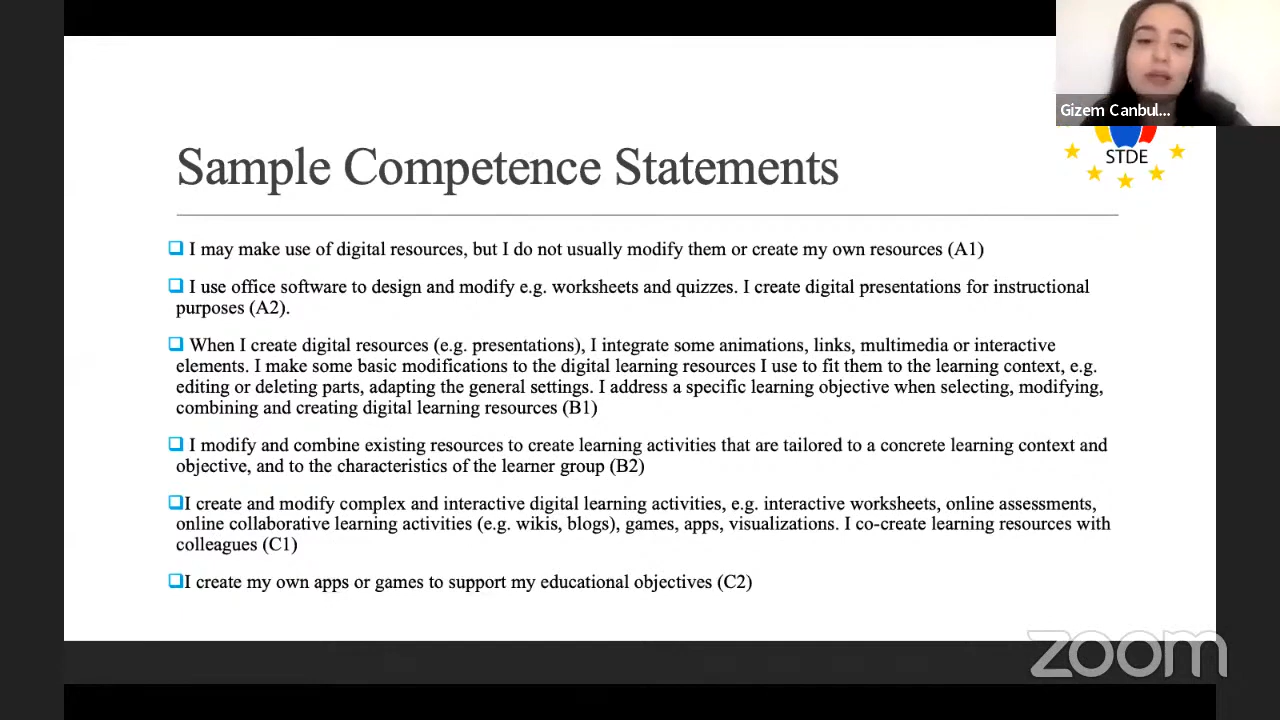 Gizem Canbul...
STDE
Sample Competence Statements
I may make use of digital resources, but I do not usually modify them or create my own resources (A1)
I use office software to design and modify e.g. worksheets and quizzes. I create digital presentations for instructional
purposes (A2).
When I create digital resources (e.g. presentations), I integrate some animations, links, multimedia or interactive
elements. I make some basic modifications to the digital learning resources I use to fit them to the learning context, e.g.
editing or deleting parts, adapting the general settings. I address a specific learning objective when selecting, modifying,
combining and creating digital learning resources (B1)
I modify and combine existing resources to create learning activities that are tailored to a concrete learning context and
objective, and to the characteristics of the learner group (B2)
I create and modify complex and interactive digital learning activities, e.g. interactive worksheets, online assessments,
online collaborative learning activities (e.g. wikis, blogs), games, apps, visualizations. I co-create learning resources with
colleagues (C1)
I create my own apps or games to support my educational objectives (C2)
zoom